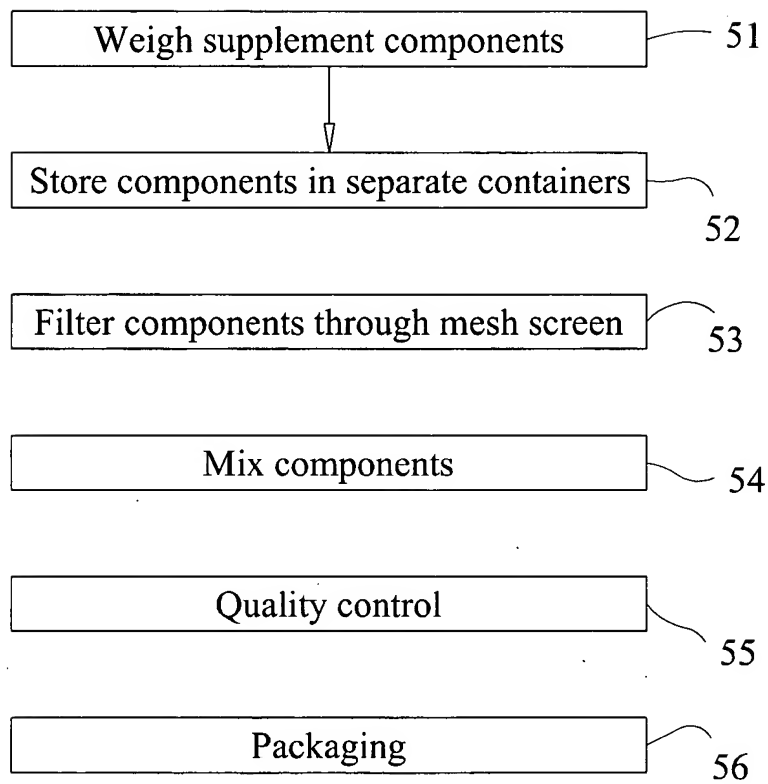 Weigh supplement components
51
Store components in separate containers
52
Filter components through mesh screen
53
Mix components
54
Quality control
55
Packaging
56